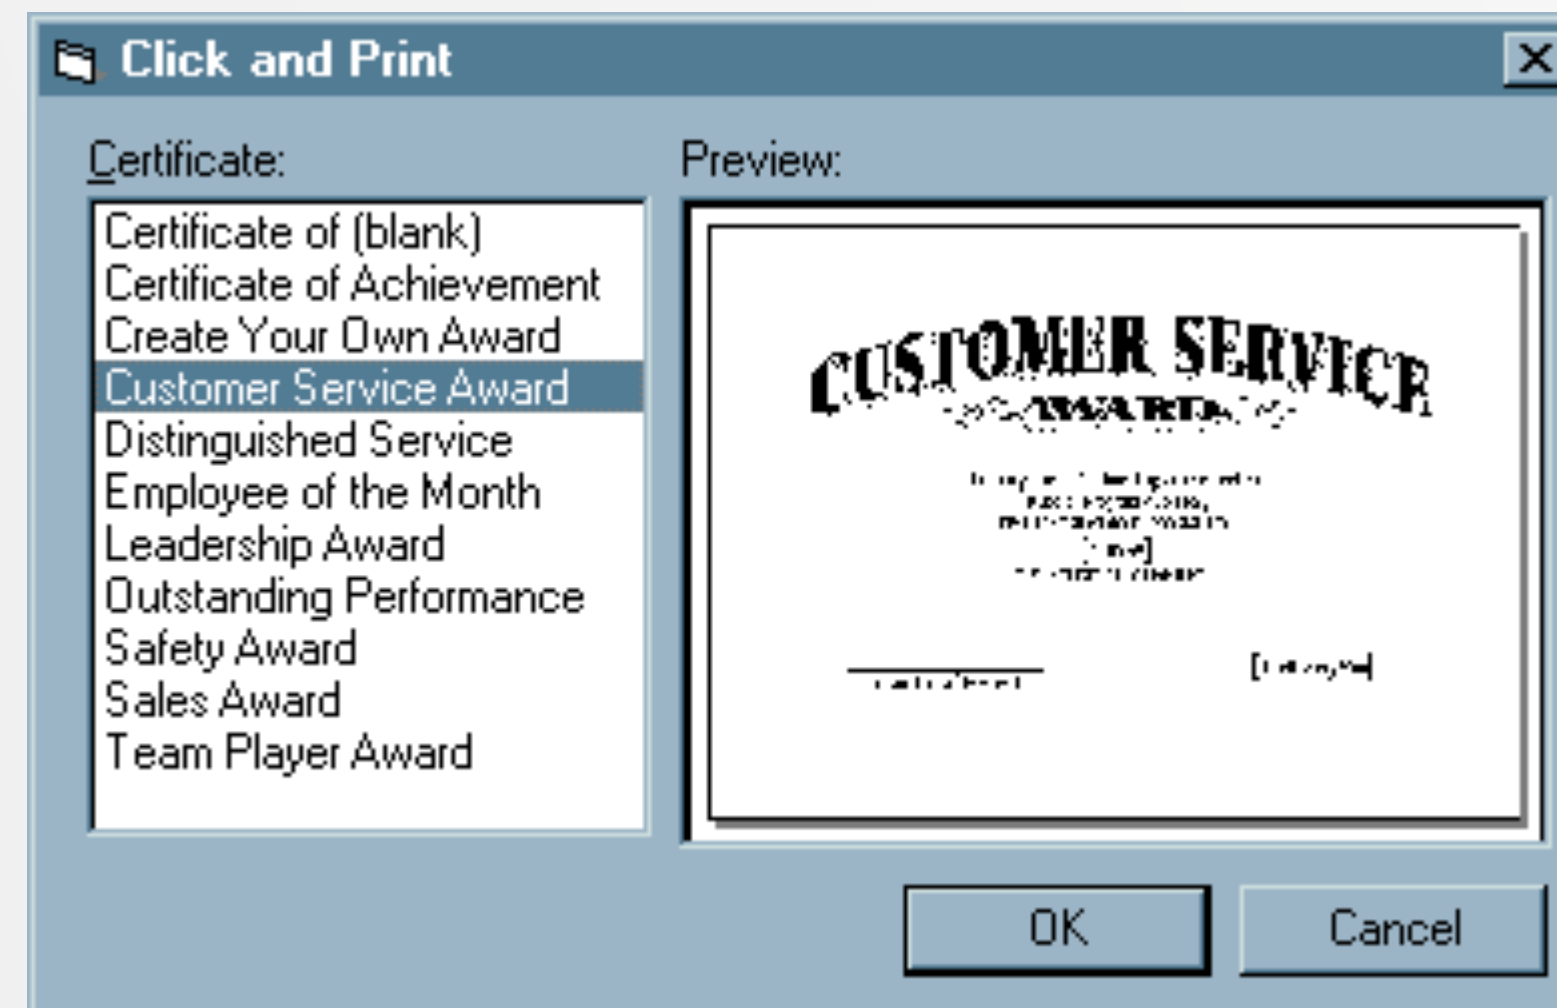 Click and Print
Certificate:
Certificate of (blank)
Certificate of Achievement
Create Your Own Award
Customer Service Award
Distinguished Service
Employee of the Month
Leadership Award
Outstanding Performance
Safety Award
Sales Award
Team Player Award
Preview:
CUSTOMER SERVICE
AWARD
OK
Cancel